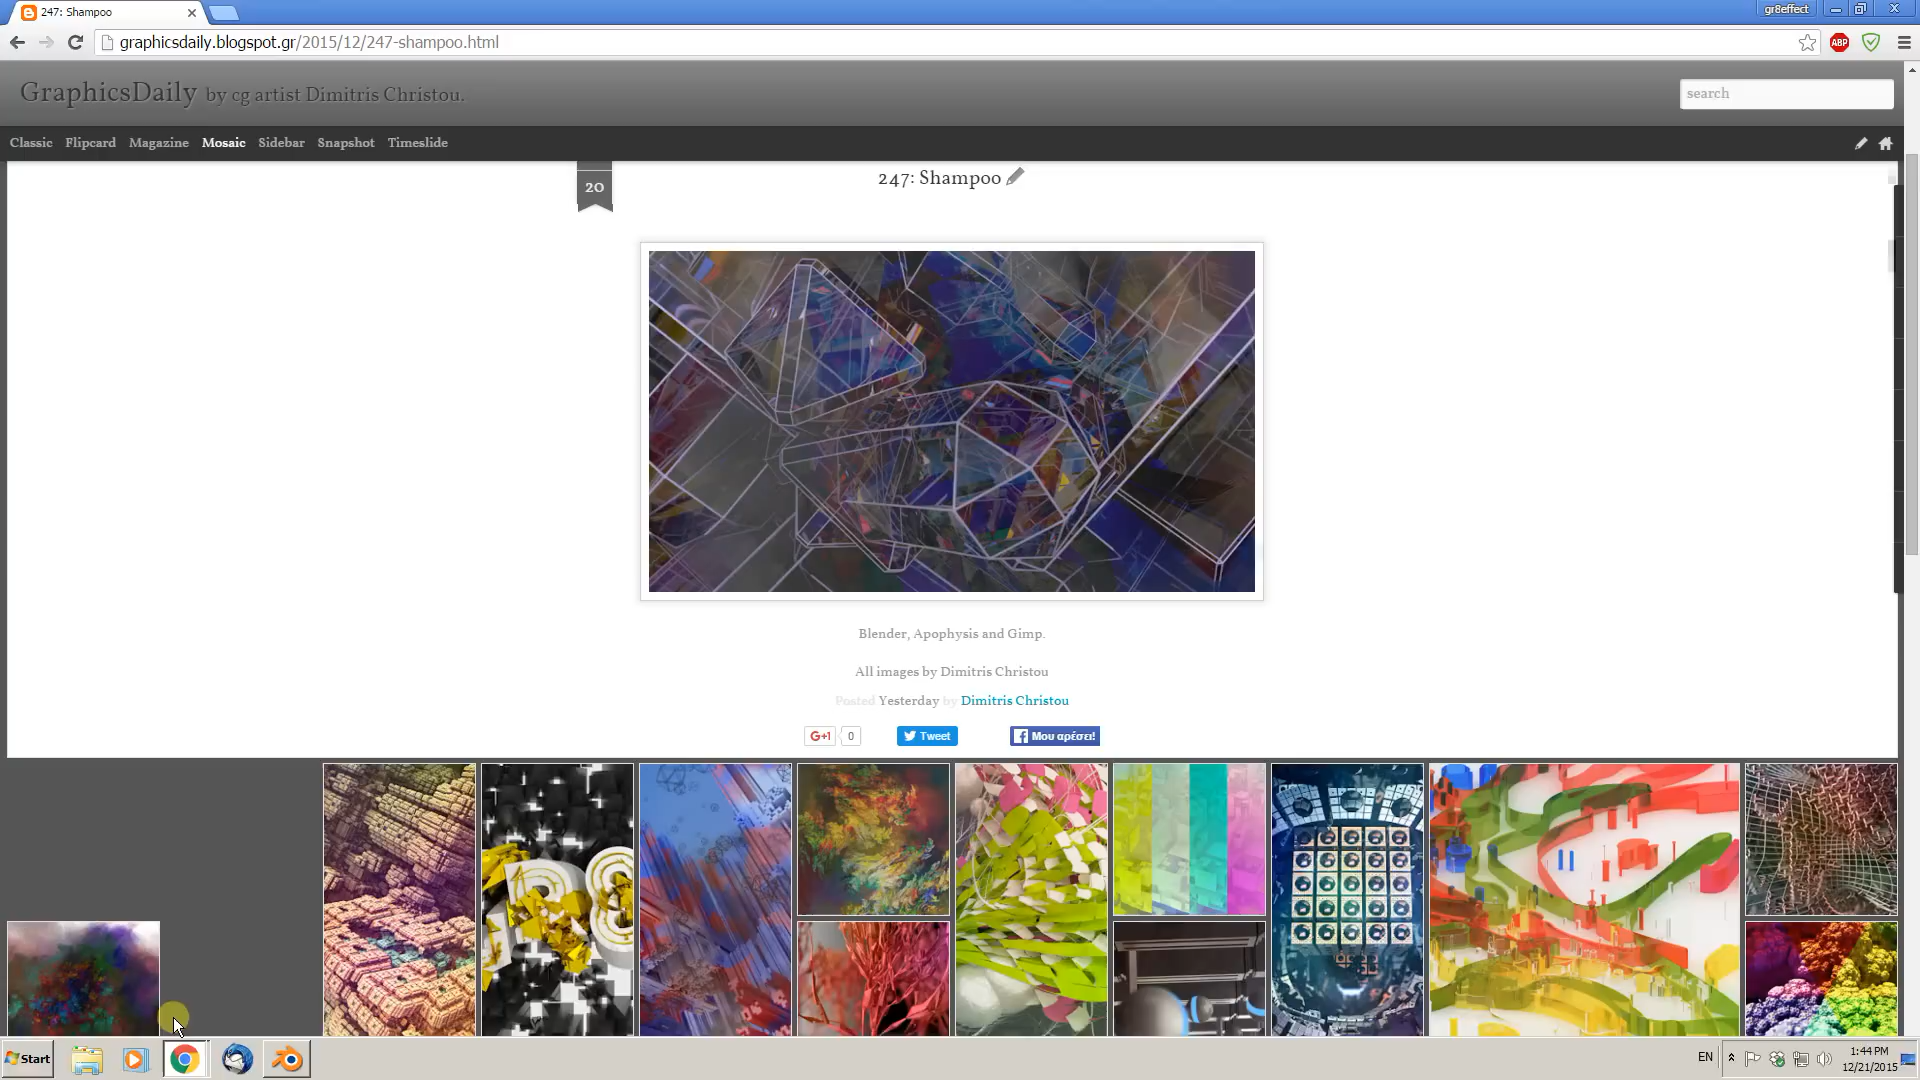 247: Shampoo
gr8effect
graphicsdaily.blogspot.gr/2015/12/247-shampoo.html
ABP
GraphicsDaily by cg artist Dimitris Christou.
search
Classic Flipcard Magazine Mosaic Sidebar Snapshot Timeslide
20
247: Shampoo
Blender, Apophysis and Gimp.
All images by Dimitris Christou
Posted Yesterday by Dimitris Christou
G+1 0 Tweet Μου αρέσει!
Start
EN
1:44 PM
12/21/2015